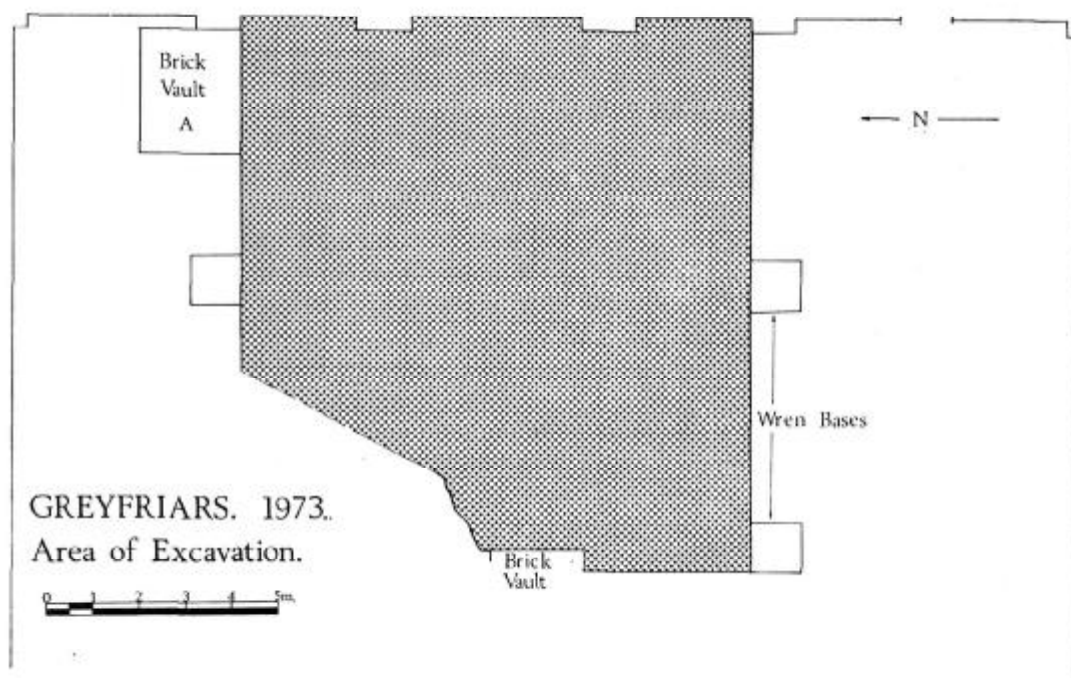 Brick
Vault
A
N
Wren Bases
GREYFRIARS. 1973.
Area of Excavation.
Brick
Vault
0 1 2 3 4 5m.